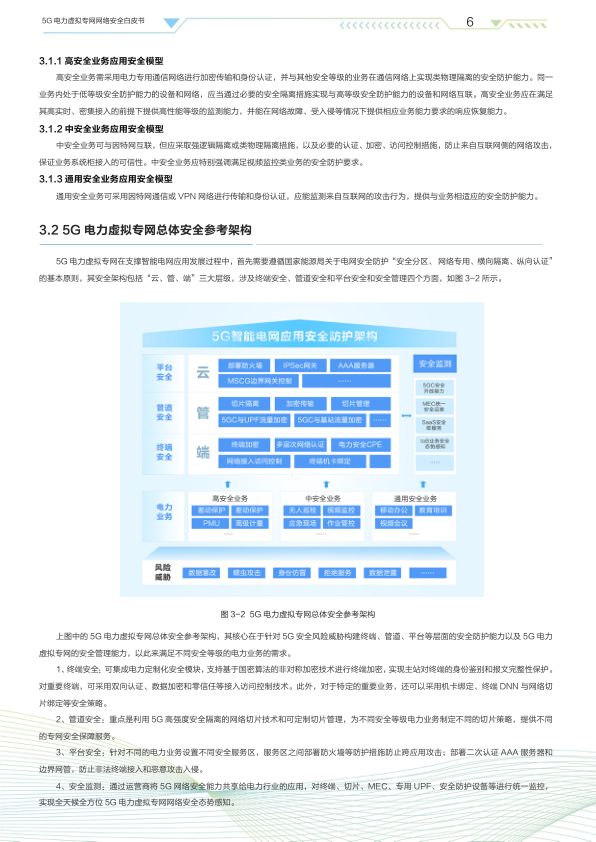 5G 电力虚拟专网网络安全白皮书
6
3.1.1 高安全业务应用安全模型
高安全业务需采用电力专用通信网络进行加密传输和身份认证，并与其他安全等级的业务在通信网络上实现类物理隔离的安全防护能力。同一
业务内处于低等级安全防护能力的设备和网络，应当通过必要的安全隔离措施实现与高等级安全防护能力的设备和网络互联。高安全业务应在满足
其高实时、密集接入的前提下提供高性能等级的监测能力，并能在网络故障、受入侵等情况下提供相应业务能力要求的响应恢复能力。
3.1.2 中安全业务应用安全模型
中安全业务可与因特网互联，但应采取强逻辑隔离或类物理隔离措施，以及必要的认证、加密、访问控制措施，防止来自互联网侧的网络攻击，
保证业务系统柜接入的可信性。中安全业务应特别强调满足视频监控类业务的安全防护要求。
3.1.3 通用安全业务应用安全模型
通用安全业务可采用因特网通信或 VPN 网络进行传输和身份认证，应能监测来自互联网的攻击行为，提供与业务相适应的安全防护能力。
3.2 5G 电力虚拟专网总体安全参考架构
5G 电力虚拟专网在支撑智能电网应用发展过程中，首先需要遵循国家能源局关于电网安全防护“安全分区、 网络专用、横向隔离、纵向认证”
的基本原则，其安全架构包括“云、管、端”三大层级，涉及终端安全、管道安全和平台安全和安全管理四个方面，如图 3-2 所示。
5G智能电网应用安全防护架构
平台
安全
云
部署防火墙 IPSec网关 AAA服务器
MSCG边界网关控制 ……
管道
安全
管
切片隔离 加密传输 切片管理
5GC与UPF流量加密 5GC与基站流量加密 ……
终端
安全
端
终端加密 多层次网络认证 电力安全CPE
网络接入访问控制 终端机卡绑定
安全监测
5GC安全
开放能力
MEC统一
安全运营
SaaS安全
管服务
IoT业务安全
态势感知
……
电力
业务
高安全业务 中安全业务 通用安全业务
差动保护 差动保护 无人巡检 视频监控 移动办公 教育培训
PMU 高级计量 应急现场 作业管控 视频会议
…… …… ……
风险
威胁
数据篡改 蠕虫攻击 身份仿冒 拒绝服务 数据泄露 ……
图 3-2 5G 电力虚拟专网总体安全参考架构
上图中的 5G 电力虚拟专网总体安全参考架构，其核心在于针对 5G 安全风险威胁构建终端、管道、平台等层面的安全防护能力以及 5G 电力
虚拟专网的安全管理能力，以此来满足不同安全等级的电力业务的需求。
1、终端安全：可集成电力定制化安全模块，支持基于国密算法的非对称加密技术进行终端加密，实现主站对终端的身份鉴别和报文完整性保护。
对重要终端，可采用双向认证、数据加密和零信任等接入访问控制技术。此外，对于特定的重要业务，还可以采用机卡绑定、终端 DNN 与网络切
片绑定等安全策略。
2、管道安全：重点是利用 5G 高强度安全隔离的网络切片技术和可定制切片管理，为不同安全等级电力业务制定不同的切片策略，提供不同
的专网安全保障服务。
3、平台安全：针对不同的电力业务设置不同安全服务区，服务区之间部署防火墙等防护措施防止跨应用攻击；部署二次认证 AAA 服务器和
边界网管，防止非法终端接入和恶意攻击入侵。
4、安全监测：通过运营商将 5G 网络安全能力共享给电力行业的应用，对终端、切片、MEC、专用 UPF、安全防护设备等进行统一监控，
实现全天候全方位 5G 电力虚拟专网网络安全态势感知。